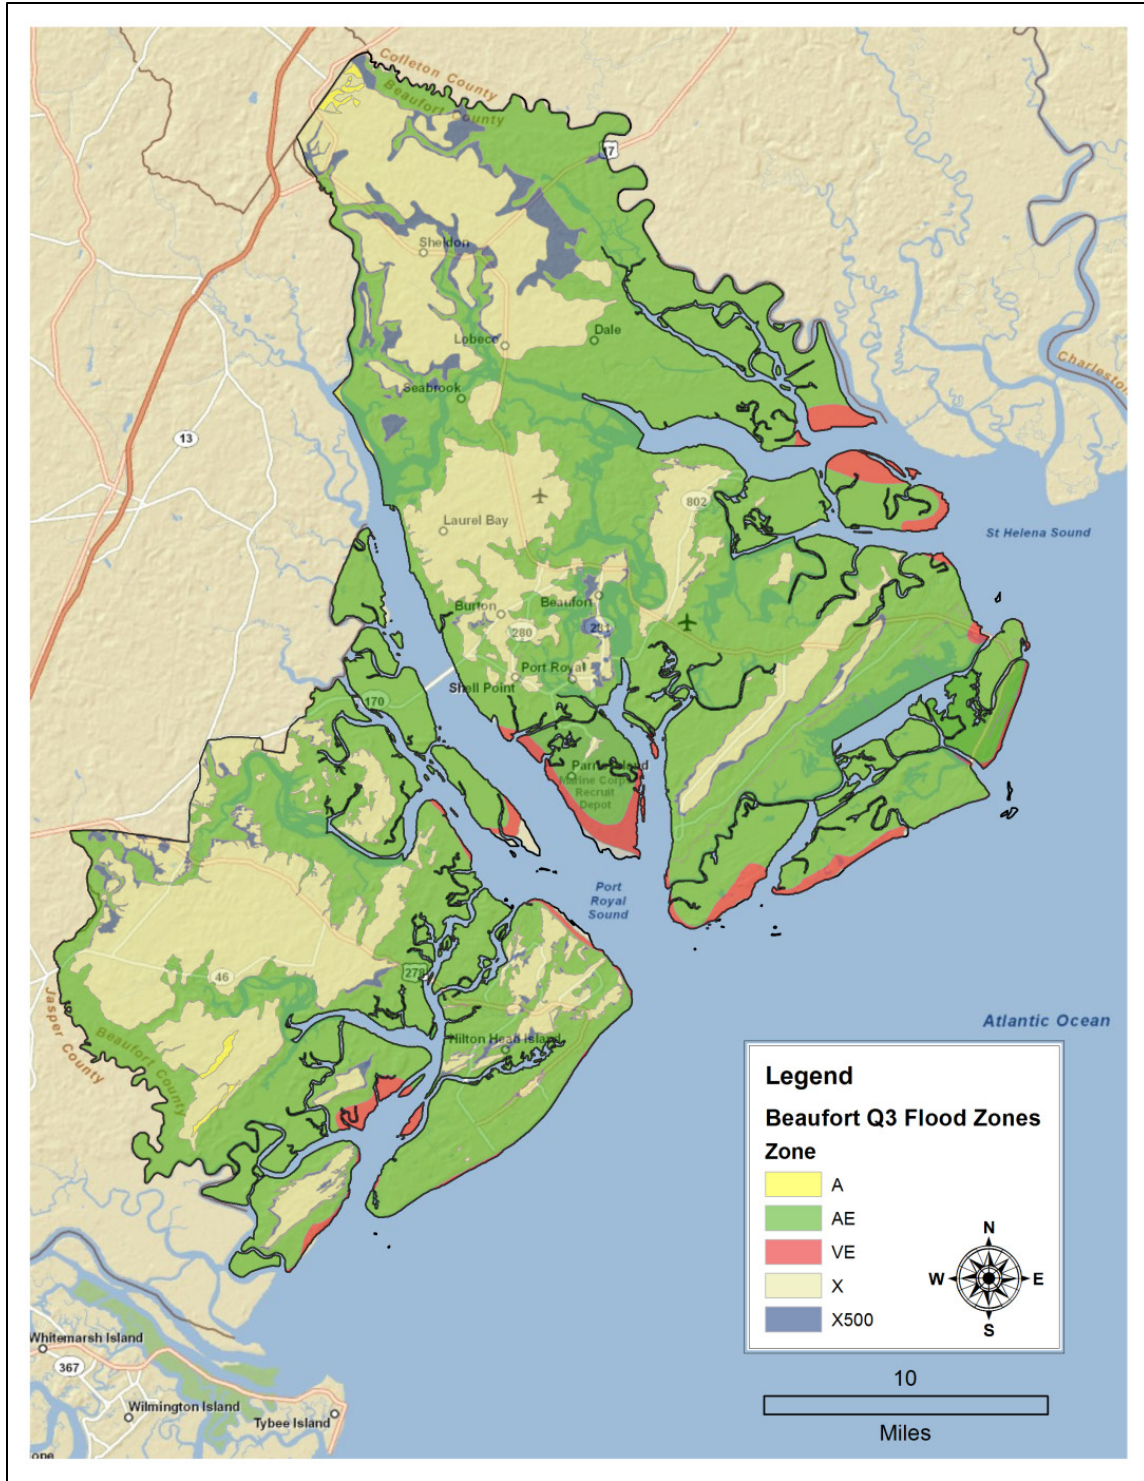 Colleton County
Beaufort County
17
Sheldon
Dale
Lobeco
Seabrook
Charleston
13
802
Laurel Bay
St Helena Sound
Burton
Beaufort
280
281
Port Royal
Shell Point
170
Parris Island
Marine Corps
Recruit
Depot
Port
Royal
Sound
46
278
Jasper County
Beaufort County
Hilton Head Island
Atlantic Ocean
Legend
Beaufort Q3 Flood Zones
Zone
A
AE
VE
X
X500
N
W
E
S
10
Miles
Whitemarsh Island
367
Wilmington Island
Tybee Island
ope